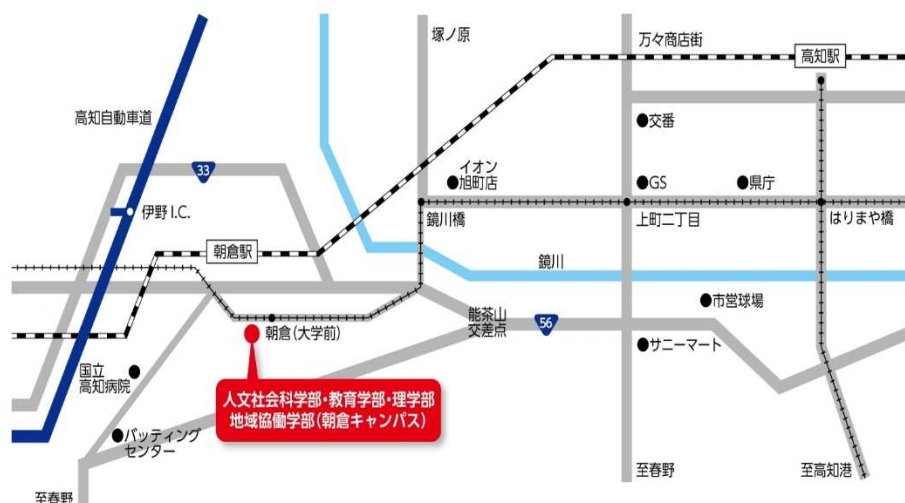 塚ノ原
万々商店街
高知駅
高知自動車道
交番
33
イオン
旭町店
GS
県庁
伊野 I.C.
鏡川橋
上町二丁目
はりまや橋
朝倉駅
鏡川
市営球場
能茶山
交差点
56
朝倉(大学前)
サニーマート
国立
高知病院
人文社会科学部・教育学部・理学部
地域協働学部(朝倉キャンパス)
バッティング
センター
至春野
至春野
至高知港